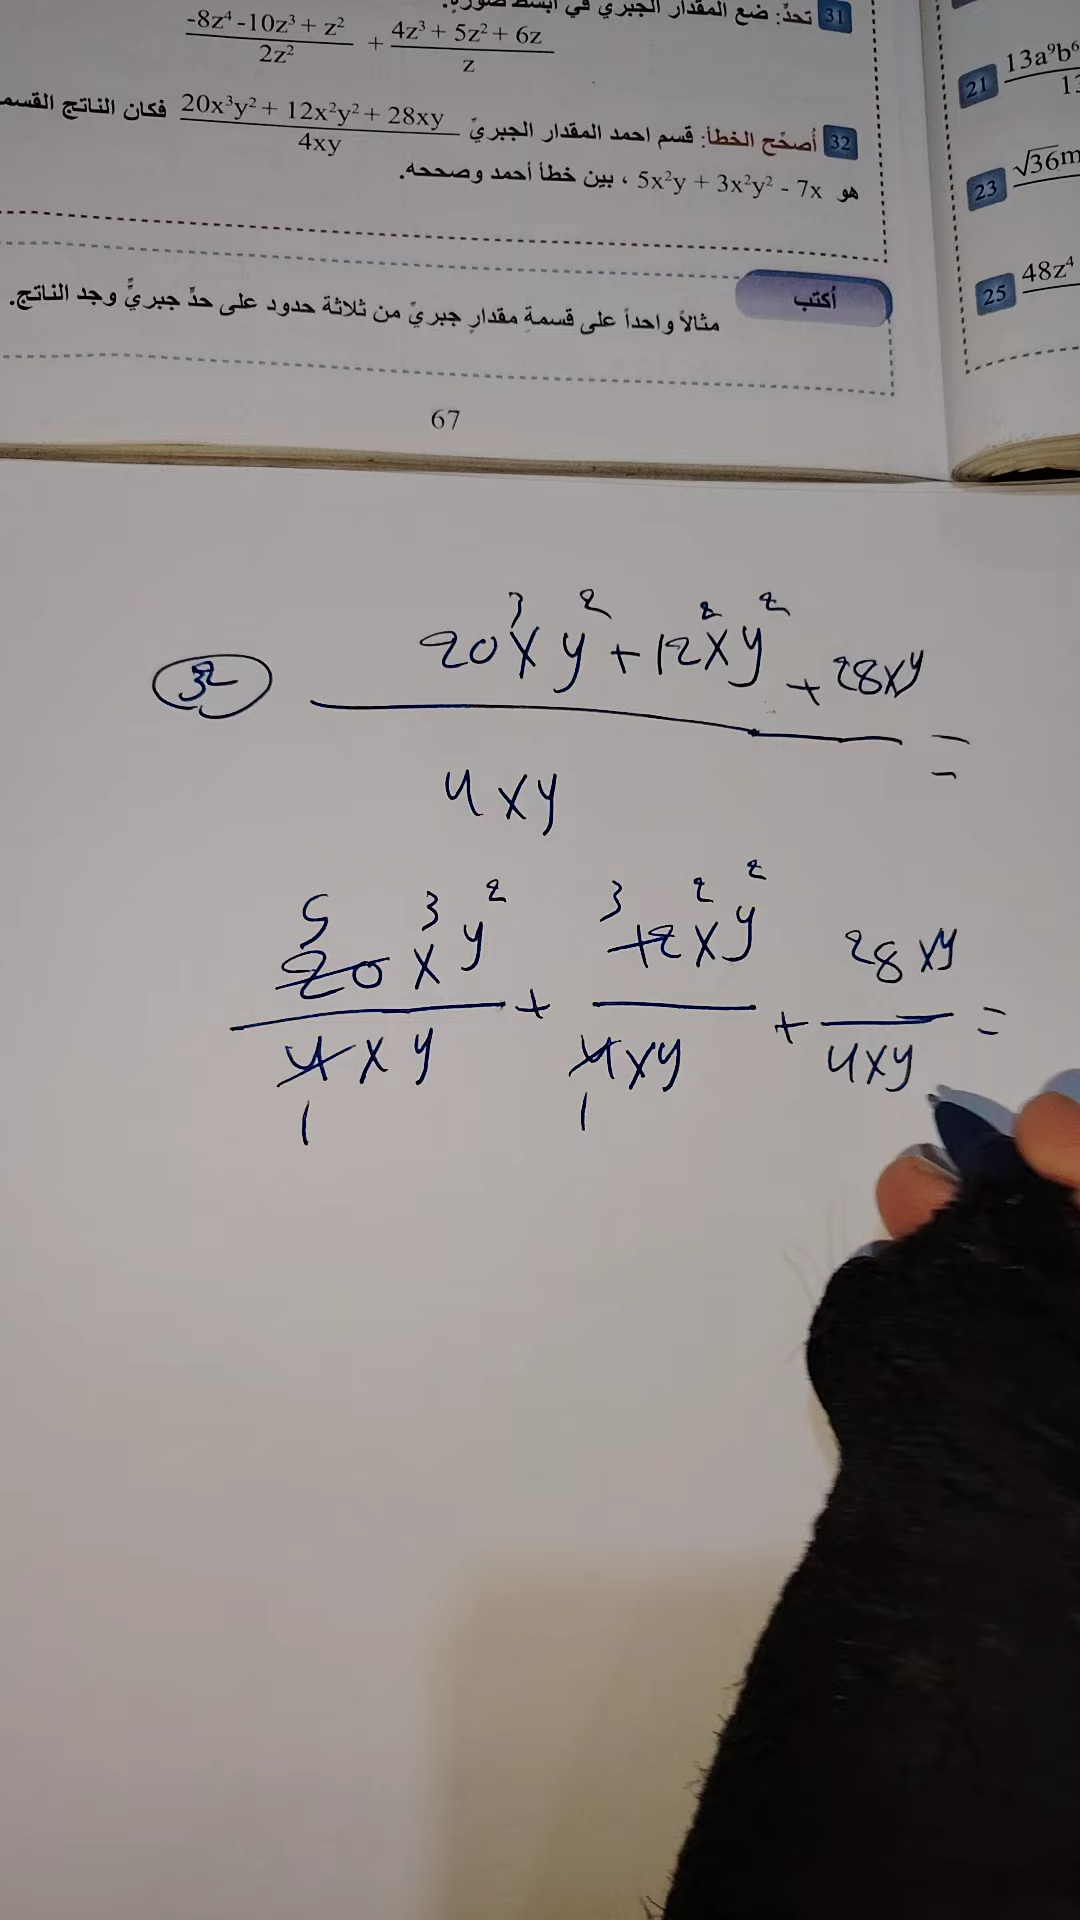 31 تحدٍّ: ضع المقدار الجبري في أبسط صورة.
-8z⁴ -10z³ + z² / 2z² + 4z³ + 5z² + 6z / z
32 أصحّح الخطأ: قسم احمد المقدار الجبريّ 20x³y² + 12x²y² + 28xy / 4xy فكان الناتج القسمة
هو 5x²y + 3x²y² - 7x ، بين خطأ أحمد وصححه.
أكتب
مثالاً واحداً على قسمة مقدارٍ جبريّ من ثلاثة حدود على حدٍّ جبريٍّ وجد الناتج.
67
21 13a⁹b⁶
23 √36m
25 48z⁴
32 20x³y² + 12x²y² + 28xy / 4xy =
5 20x³y² / 4xy 1 + 3 12x²y² / 4xy 1 + 28xy / 4xy =